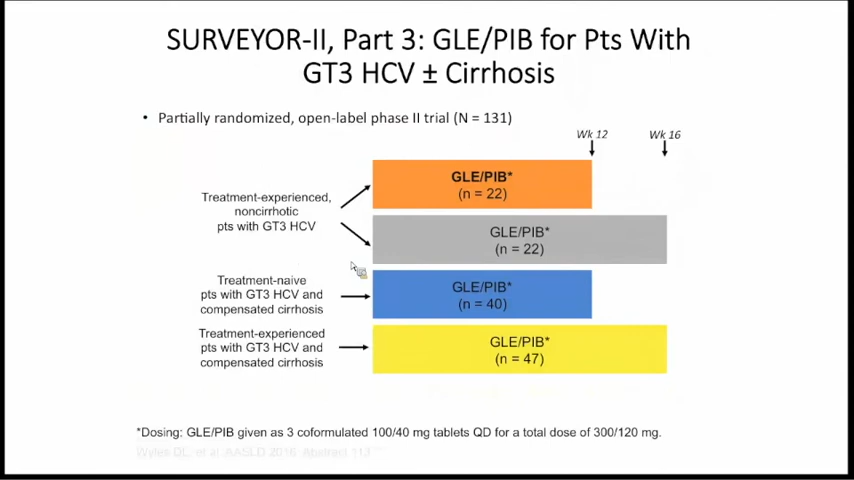 SURVEYOR-II, Part 3: GLE/PIB for Pts With
GT3 HCV ± Cirrhosis
• Partially randomized, open-label phase II trial (N = 131)
Wk 12
Wk 16
Treatment-experienced,
noncirrhotic
pts with GT3 HCV
GLE/PIB*
(n = 22)
GLE/PIB*
(n = 22)
Treatment-naive
pts with GT3 HCV and
compensated cirrhosis
GLE/PIB*
(n = 40)
Treatment-experienced
pts with GT3 HCV and
compensated cirrhosis
GLE/PIB*
(n = 47)
*Dosing: GLE/PIB given as 3 coformulated 100/40 mg tablets QD for a total dose of 300/120 mg.
Wyles DL, et al. AASLD 2016. Abstract